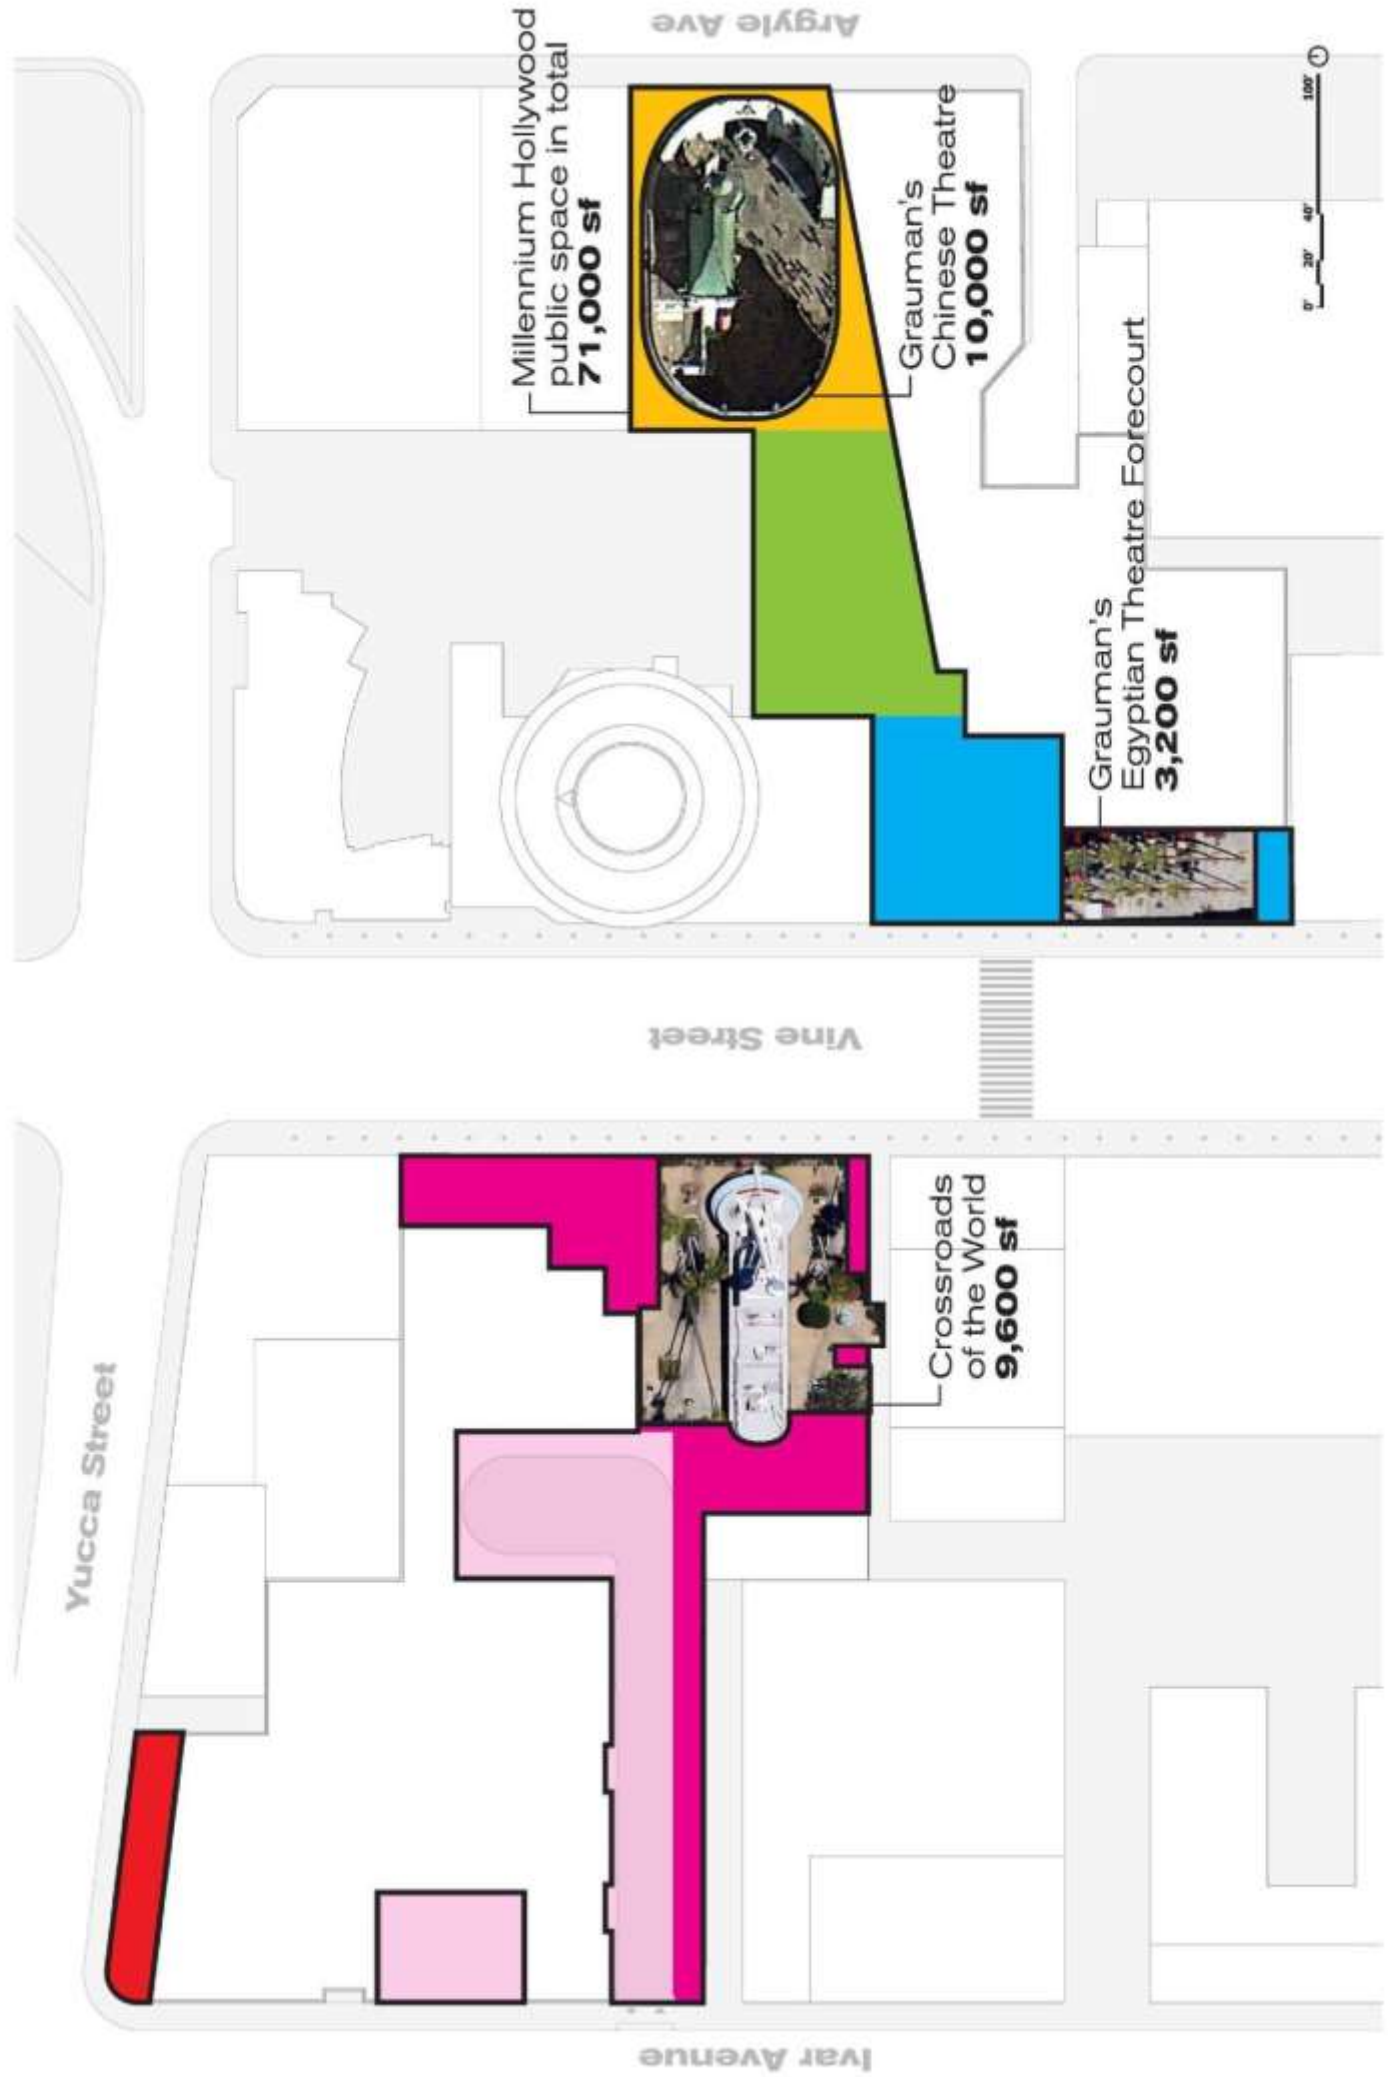 Yucca Street
Ivar Avenue
Vine Street
Argyle Ave
Millennium Hollywood
public space in total
71,000 sf
Grauman's
Chinese Theatre
10,000 sf
Grauman's
Egyptian Theatre Forecourt
3,200 sf
Crossroads
of the World
9,600 sf
0' 20' 40' 100'